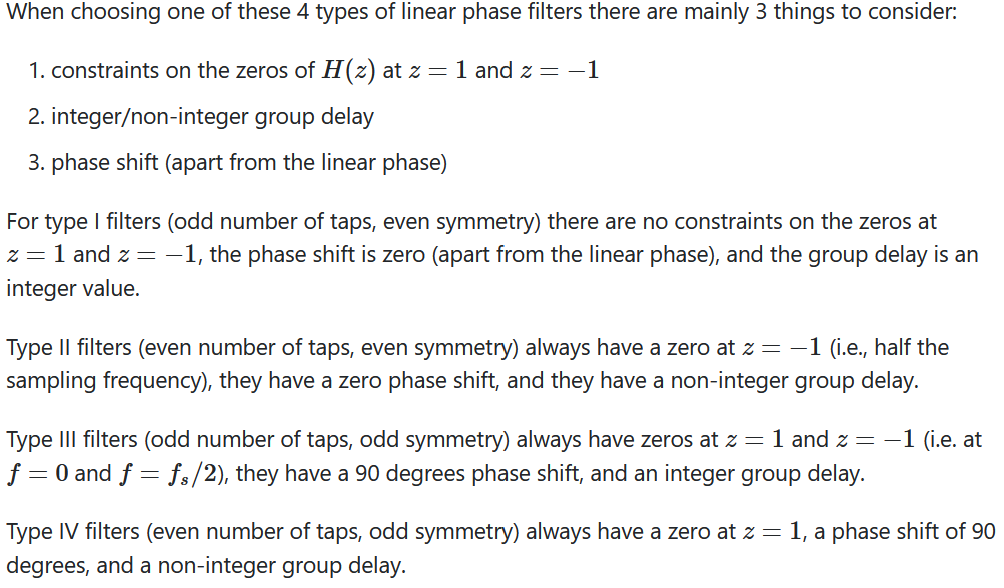 When choosing one of these 4 types of linear phase filters there are mainly 3 things to consider:
1. constraints on the zeros of H(z) at z = 1 and z = −1
2. integer/non-integer group delay
3. phase shift (apart from the linear phase)
For type I filters (odd number of taps, even symmetry) there are no constraints on the zeros at
z = 1 and z = −1, the phase shift is zero (apart from the linear phase), and the group delay is an
integer value.
Type II filters (even number of taps, even symmetry) always have a zero at z = −1 (i.e., half the
sampling frequency), they have a zero phase shift, and they have a non-integer group delay.
Type III filters (odd number of taps, odd symmetry) always have zeros at z = 1 and z = −1 (i.e. at
f = 0 and f = fₛ/2), they have a 90 degrees phase shift, and an integer group delay.
Type IV filters (even number of taps, odd symmetry) always have a zero at z = 1, a phase shift of 90
degrees, and a non-integer group delay.